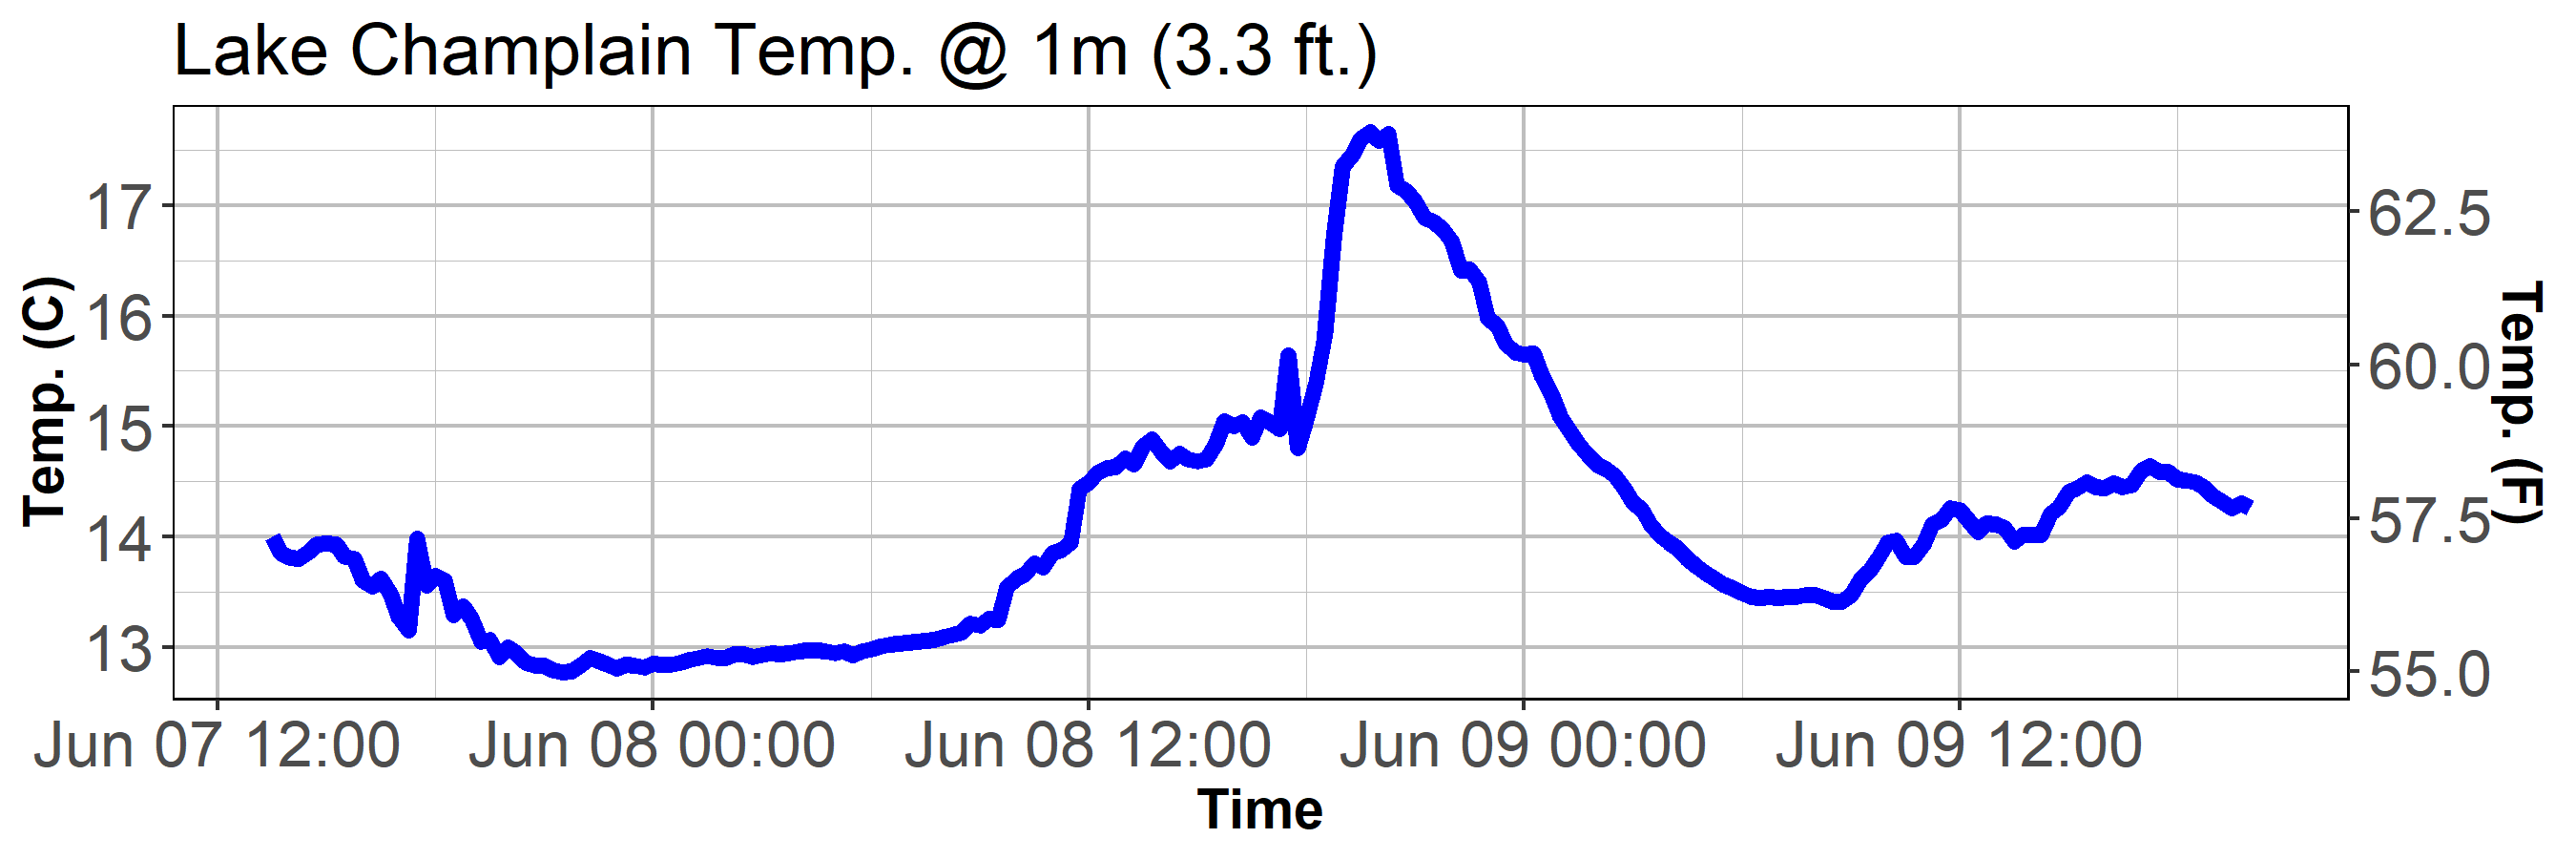 Lake Champlain Temp. @ 1m (3.3 ft.)
Temp. (C)
17
16
15
14
13
62.5
60.0
57.5
55.0
Temp. (F)
Jun 07 12:00 Jun 08 00:00 Jun 08 12:00 Jun 09 00:00 Jun 09 12:00
Time